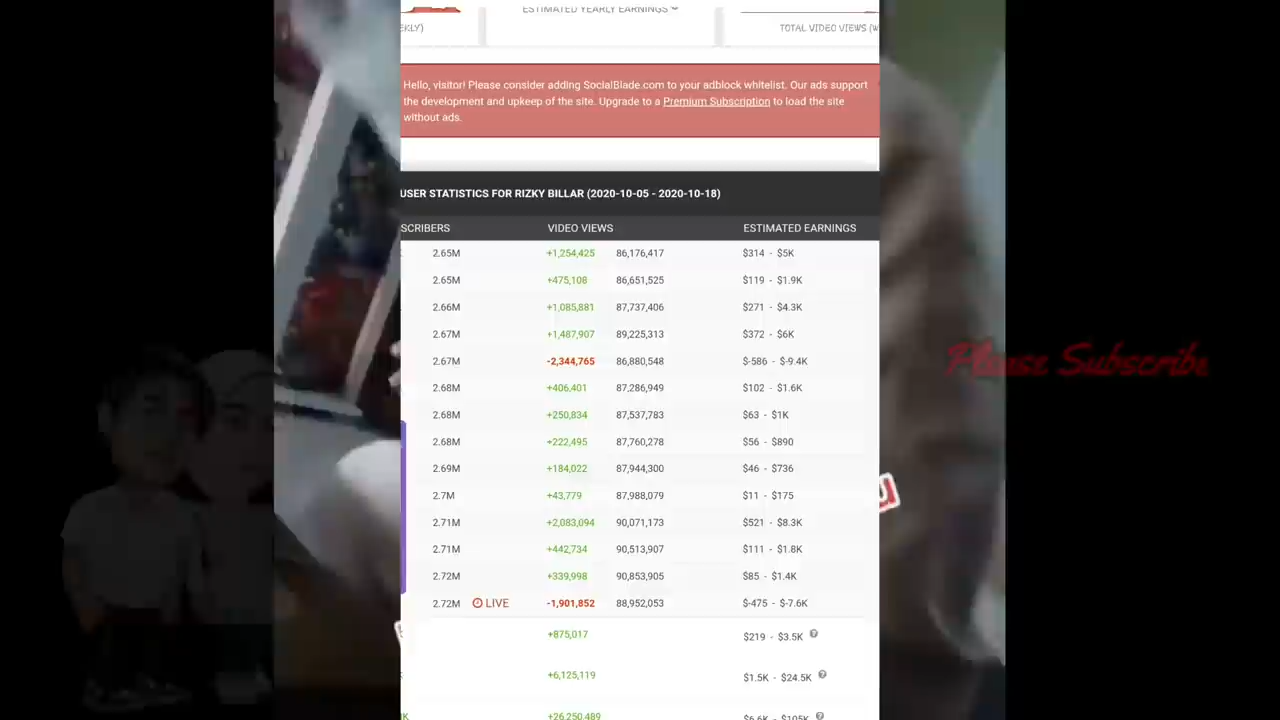 ESTIMATED YEARLY EARNINGS
EKLY)
TOTAL VIDEO VIEWS (W
Hello, visitor! Please consider adding SocialBlade.com to your adblock whitelist. Our ads support
the development and upkeep of the site. Upgrade to a Premium Subscription to load the site
without ads.
USER STATISTICS FOR RIZKY BILLAR (2020-10-05 - 2020-10-18)
SCRIBERS VIDEO VIEWS ESTIMATED EARNINGS
2.65M +1,254,425 86,176,417 $314 - $5K
2.65M +475,108 86,651,525 $119 - $1.9K
2.66M +1,085,881 87,737,406 $271 - $4.3K
2.67M +1,487,907 89,225,313 $372 - $6K
2.67M -2,344,765 86,880,548 $-586 - $-9.4K
2.68M +406,401 87,286,949 $102 - $1.6K
2.68M +250,834 87,537,783 $63 - $1K
2.68M +222,495 87,760,278 $56 - $890
2.69M +184,022 87,944,300 $46 - $736
2.7M +43,779 87,988,079 $11 - $175
2.71M +2,083,094 90,071,173 $521 - $8.3K
2.71M +442,734 90,513,907 $111 - $1.8K
2.72M +339,998 90,853,905 $85 - $1.4K
2.72M LIVE -1,901,852 88,952,053 $-475 - $-7.6K
+875,017 $219 - $3.5K
+6,125,119 $1.5K - $24.5K
K +26,250,489 $6.6K - $105K
Please Subscribe